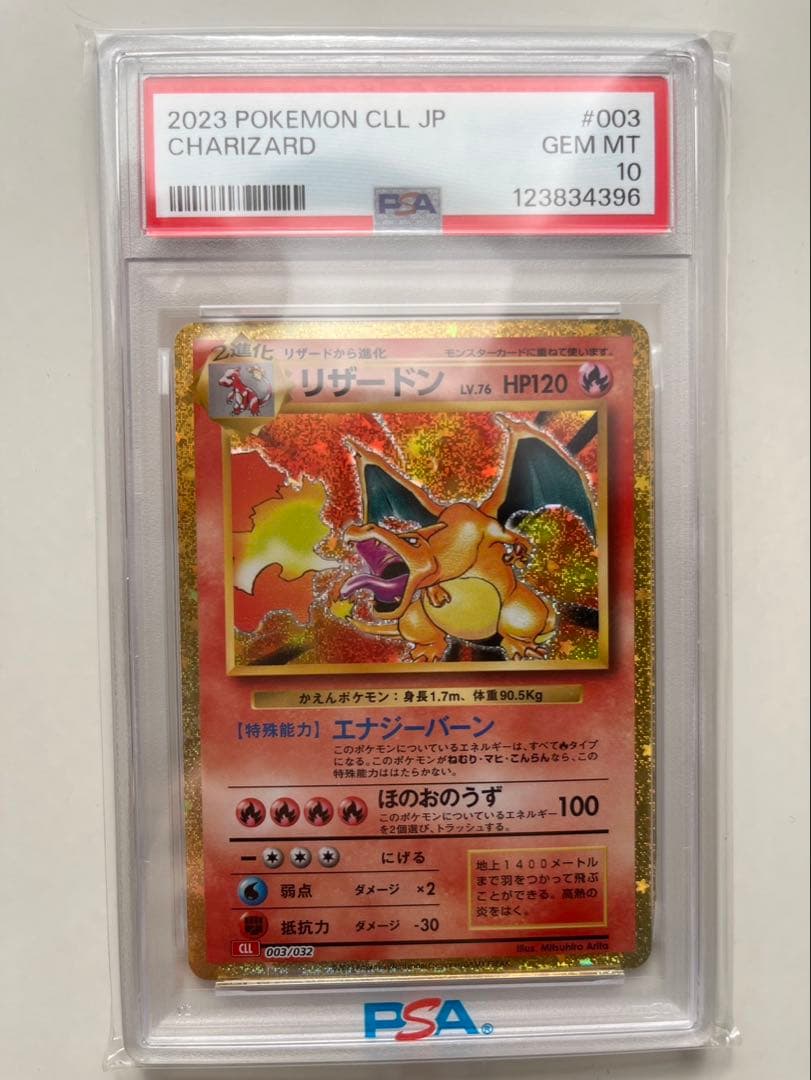 2023 POKEMON CLL JP #003
CHARIZARD GEM MT
10
PSA 123834396
2進化 リザードから進化 モンスターカードに重ねて使います。
リザードン LV.76 HP120
かえんポケモン：身長1.7m、体重90.5Kg
【特殊能力】エナジーバーン
このポケモンについているエネルギーは、すべて タイプ
になる。このポケモンがねむり・マヒ・こんらんなら、この
特殊能力ははたらかない。
ほのおのうず 100
このポケモンについているエネルギー
を2個選び、トラッシュする。
にげる
弱点 ダメージ ×2
抵抗力 ダメージ -30
地上1400メートル
まで羽をつかって飛ぶ
ことができる。高熱の
炎をはく。
Illus. Mitsuhiro Arita
CLL 003/032
PSA®